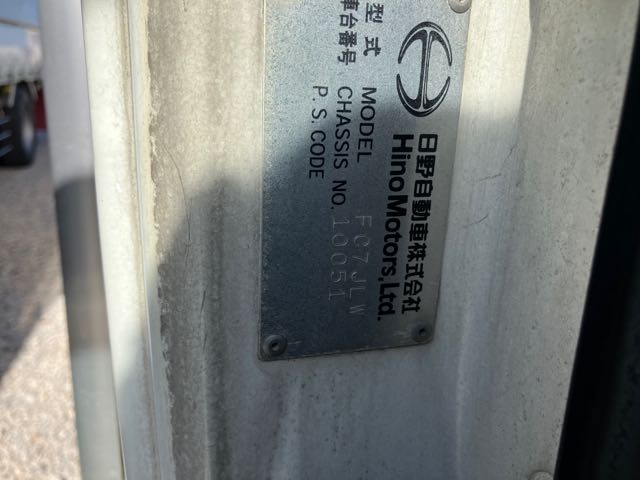 日野自動車株式会社
Hino Motors,Ltd.
型式
車台番号
MODEL FC7JLW
CHASSIS NO. 10051
P.S.CODE